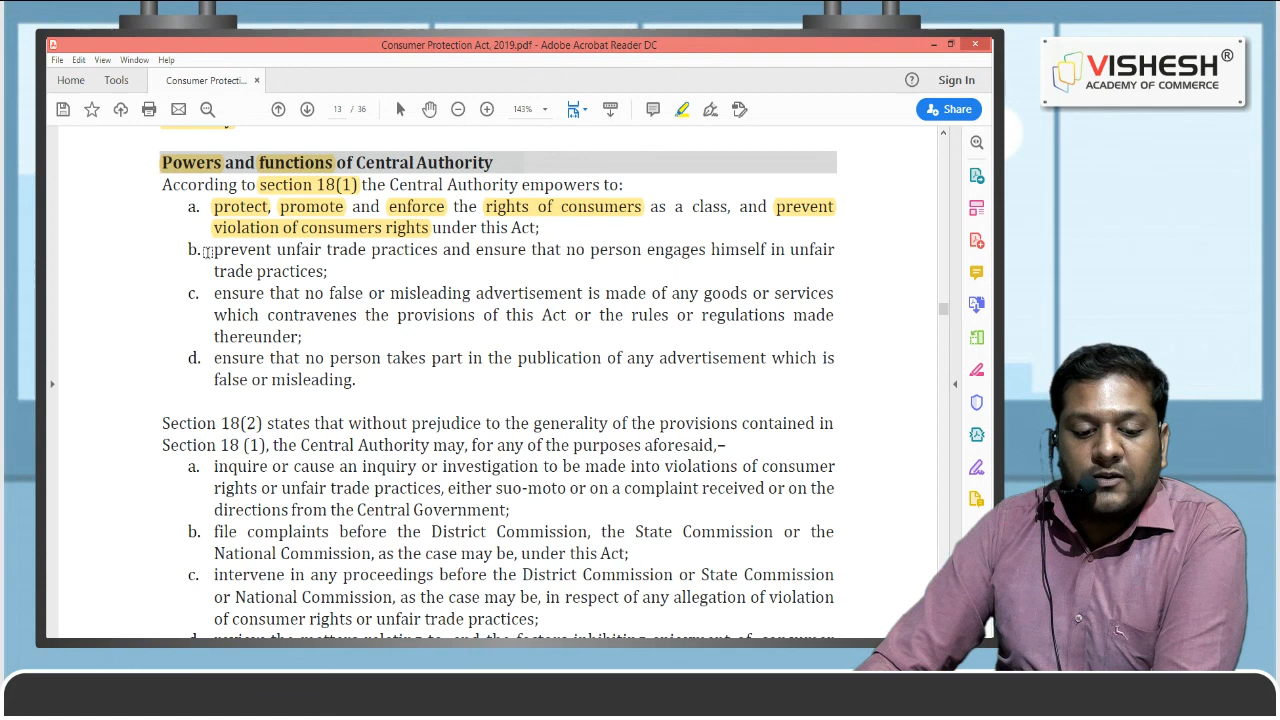 Consumer Protection Act, 2019.pdf - Adobe Acrobat Reader DC
File Edit View Window Help
Home Tools Consumer Protecti... × Sign In
13 / 36 143% Share
VISHESH®
ACADEMY OF COMMERCE
Powers and functions of Central Authority
According to section 18(1) the Central Authority empowers to:
a. protect, promote and enforce the rights of consumers as a class, and prevent
violation of consumers rights under this Act;
b. prevent unfair trade practices and ensure that no person engages himself in unfair
trade practices;
c. ensure that no false or misleading advertisement is made of any goods or services
which contravenes the provisions of this Act or the rules or regulations made
thereunder;
d. ensure that no person takes part in the publication of any advertisement which is
false or misleading.
Section 18(2) states that without prejudice to the generality of the provisions contained in
Section 18 (1), the Central Authority may, for any of the purposes aforesaid,–
a. inquire or cause an inquiry or investigation to be made into violations of consumer
rights or unfair trade practices, either suo-moto or on a complaint received or on the
directions from the Central Government;
b. file complaints before the District Commission, the State Commission or the
National Commission, as the case may be, under this Act;
c. intervene in any proceedings before the District Commission or State Commission
or National Commission, as the case may be, in respect of any allegation of violation
of consumer rights or unfair trade practices;
d. review the matters relating to, and the factors inhibiting enjoyment of, consumer